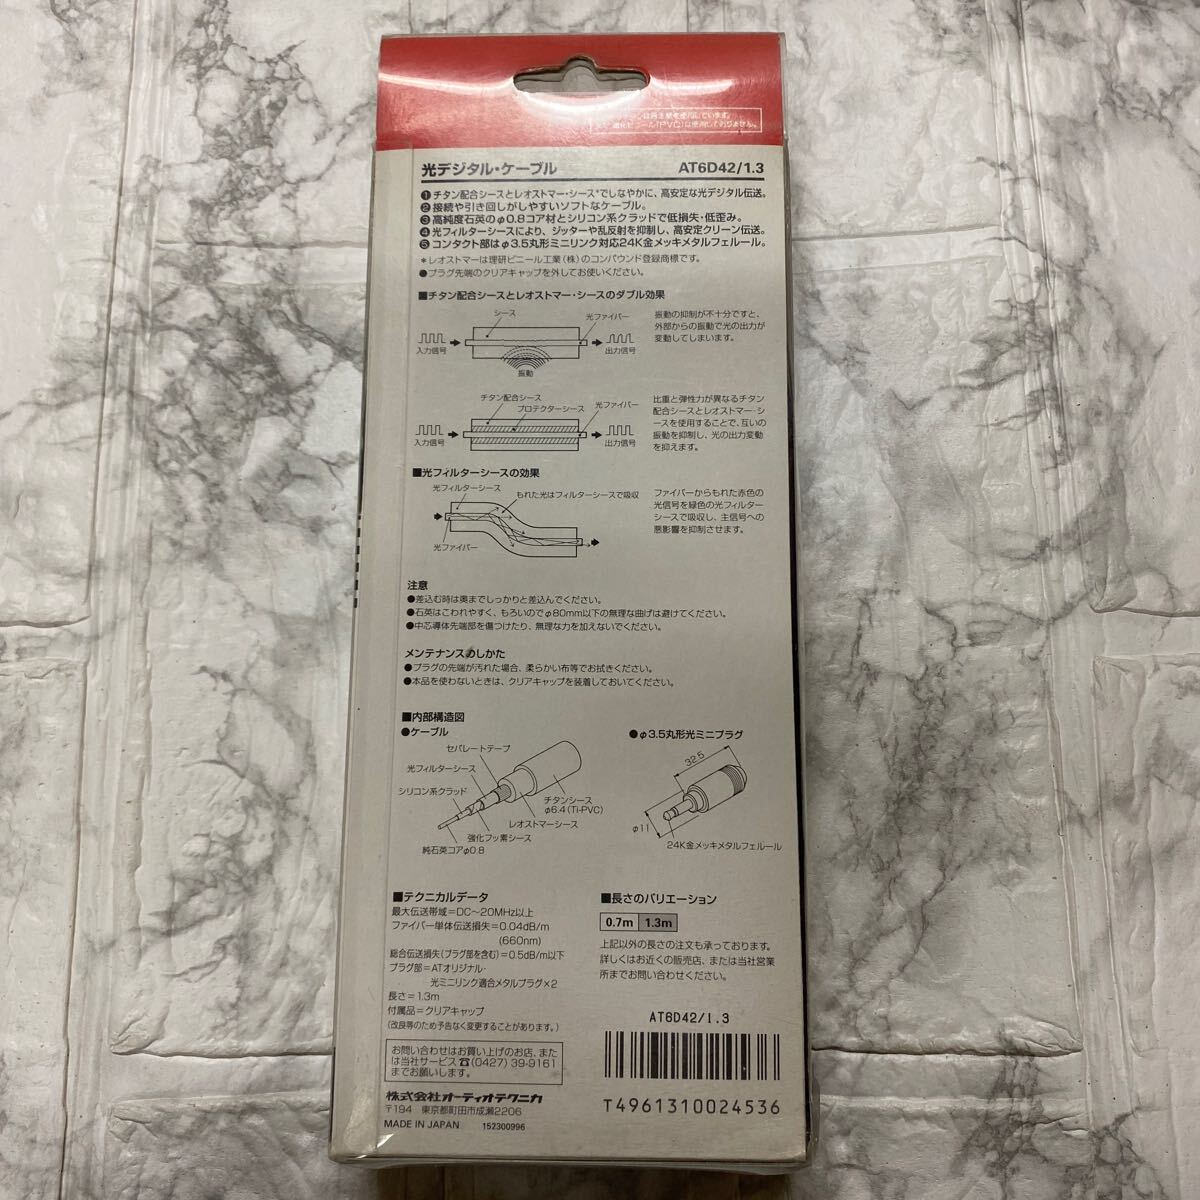 塩化ビニール(PVC)は使用しておりません。
光デジタル・ケーブル AT6D42/1.3
❶チタン配合シースとレオストマー・シース*でしなやかに、高安定な光デジタル伝送。
❷接続や引き回しがしやすいソフトなケーブル。
❸高純度石英のφ0.8コア材とシリコン系クラッドで低損失・低歪み。
❹光フィルターシースにより、ジッターや乱反射を抑制し、高安定クリーン伝送。
❺コンタクト部はφ3.5丸形ミニリンク対応24K金メッキメタルフェルール。
*レオストマーは理研ビニール工業(株)のコンパウンド登録商標です。
●プラグ先端のクリアキャップを外してお使いください。
■チタン配合シースとレオストマー・シースのダブル効果
シース
光ファイバー
入力信号
出力信号
振動
振動の抑制が不十分ですと、
外部からの振動で光の出力が
変動してしまいます。
チタン配合シース
プロテクターシース
光ファイバー
入力信号
出力信号
比重と弾性力が異なるチタン
配合シースとレオストマー・シ
ースを使用することで、互いの
振動を抑制し、光の出力変動
を抑えます。
■光フィルターシースの効果
光フィルターシース
もれた光はフィルターシースで吸収
光ファイバー
ファイバーからもれた赤色の
光信号を緑色の光フィルター
シースで吸収し、主信号への
悪影響を抑制させます。
注意
●差込む時は奥までしっかりと差込んでください。
●石英はこわれやすく、もろいのでφ80mm以下の無理な曲げは避けてください。
●中芯導体先端部を傷つけたり、無理な力を加えないでください。
メンテナンスのしかた
●プラグの先端が汚れた場合、柔らかい布等でお拭きください。
●本品を使わないときは、クリアキャップを装着しておいてください。
■内部構造図
●ケーブル
セパレートテープ
光フィルターシース
シリコン系クラッド
チタンシース
φ6.4(Ti-PVC)
レオストマーシース
強化フッ素シース
純石英コアφ0.8
●φ3.5丸形光ミニプラグ
32.5
φ11
24K金メッキメタルフェルール
■テクニカルデータ
最大伝送帯域=DC〜20MHz以上
ファイバー単体伝送損失=0.04dB/m
(660nm)
総合伝送損失(プラグ部を含む)=0.5dB/m以下
プラグ部=ATオリジナル・
光ミニリンク適合メタルプラグ×2
長さ=1.3m
付属品=クリアキャップ
(改良等のため予告なく変更することがあります。)
■長さのバリエーション
0.7m 1.3m
上記以外の長さの注文も承っております。
詳しくはお近くの販売店、または当社営業
所までお問い合わせください。
お問い合わせはお買い上げのお店、また
は当社サービス☎(0427)39-9161
までお願いします。
株式会社オーディオテクニカ
〒194 東京都町田市成瀬2206
MADE IN JAPAN 152300996
AT6D42/1.3
T4961310024536